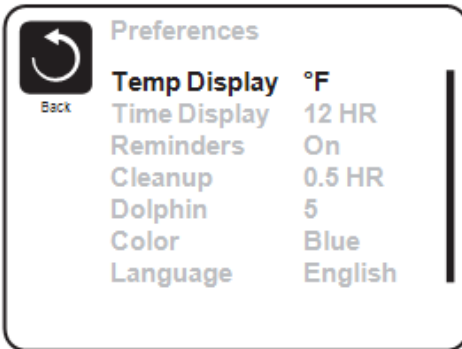 Preferences
Back
Temp Display °F
Time Display 12 HR
Reminders On
Cleanup 0.5 HR
Dolphin 5
Color Blue
Language English